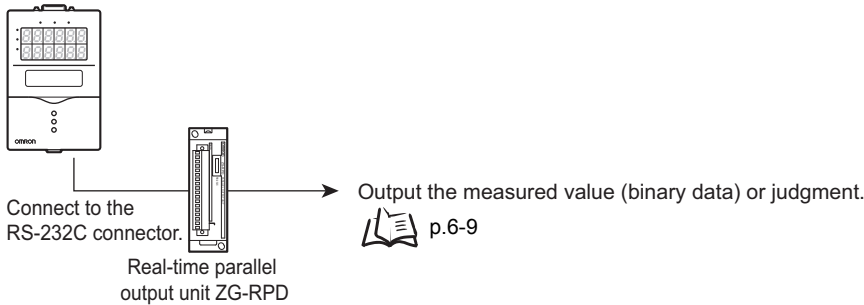 OMRON
Connect to the
RS-232C connector.
Real-time parallel
output unit ZG-RPD
Output the measured value (binary data) or judgment.
p.6-9